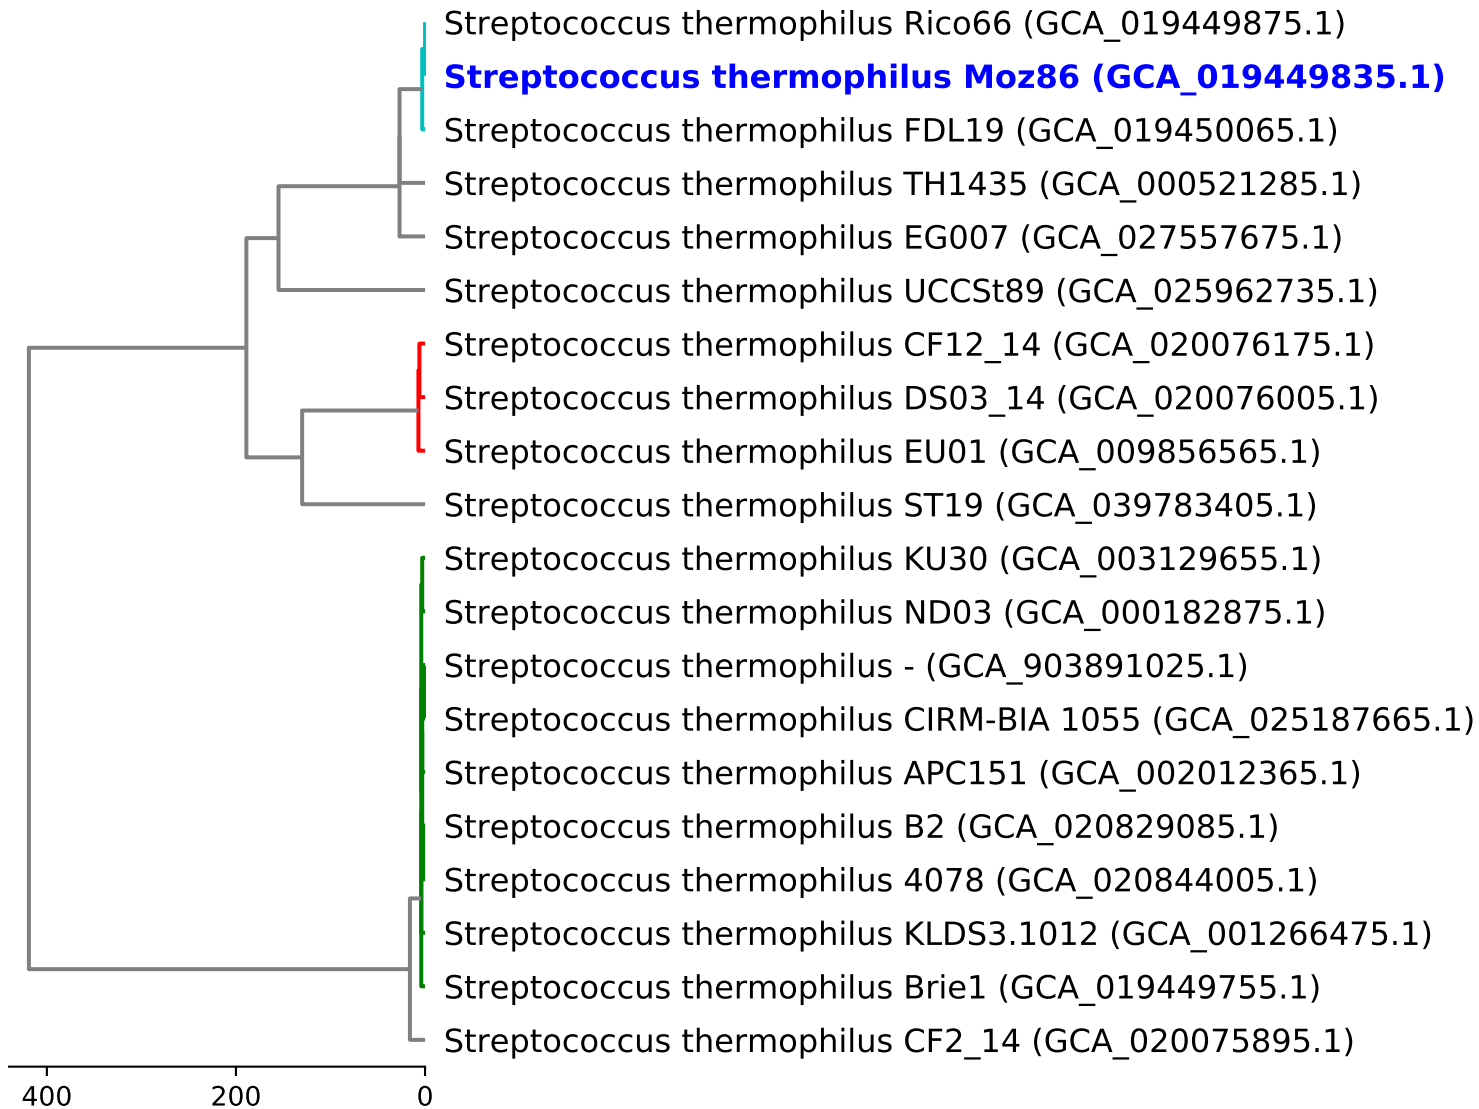 Streptococcus thermophilus Rico66 (GCA_019449875.1)
Streptococcus thermophilus Moz86 (GCA_019449835.1)
Streptococcus thermophilus FDL19 (GCA_019450065.1)
Streptococcus thermophilus TH1435 (GCA_000521285.1)
Streptococcus thermophilus EG007 (GCA_027557675.1)
Streptococcus thermophilus UCCSt89 (GCA_025962735.1)
Streptococcus thermophilus CF12_14 (GCA_020076175.1)
Streptococcus thermophilus DS03_14 (GCA_020076005.1)
Streptococcus thermophilus EU01 (GCA_009856565.1)
Streptococcus thermophilus ST19 (GCA_039783405.1)
Streptococcus thermophilus KU30 (GCA_003129655.1)
Streptococcus thermophilus ND03 (GCA_000182875.1)
Streptococcus thermophilus - (GCA_903891025.1)
Streptococcus thermophilus CIRM-BIA 1055 (GCA_025187665.1)
Streptococcus thermophilus APC151 (GCA_002012365.1)
Streptococcus thermophilus B2 (GCA_020829085.1)
Streptococcus thermophilus 4078 (GCA_020844005.1)
Streptococcus thermophilus KLDS3.1012 (GCA_001266475.1)
Streptococcus thermophilus Brie1 (GCA_019449755.1)
Streptococcus thermophilus CF2_14 (GCA_020075895.1)
400 200 0